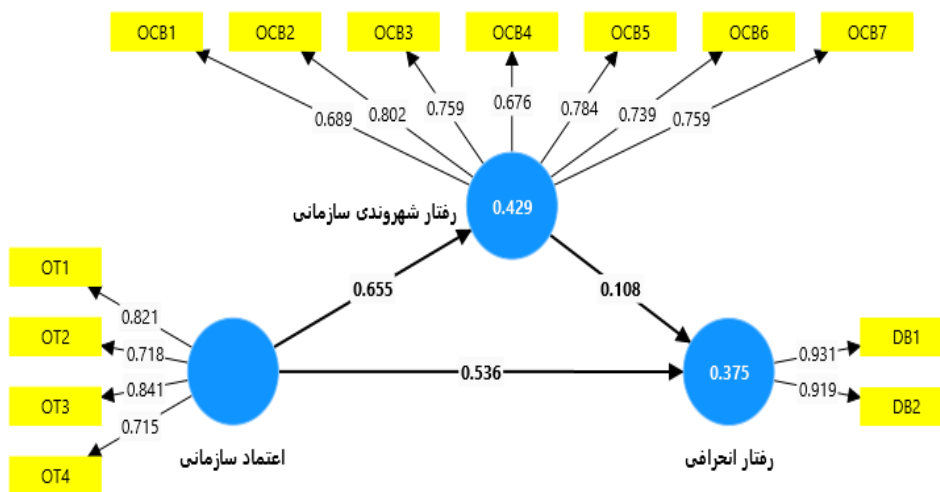 OCB1 OCB2 OCB3 OCB4 OCB5 OCB6 OCB7
0.689 0.802 0.759 0.676 0.784 0.739 0.759
0.429
رفتار شهروندی سازمانی
OT1
OT2
OT3
OT4
0.821
0.718
0.841
0.715
0.655
0.108
0.536
0.375
0.931
0.919
DB1
DB2
اعتماد سازمانی
رفتار انحرافی